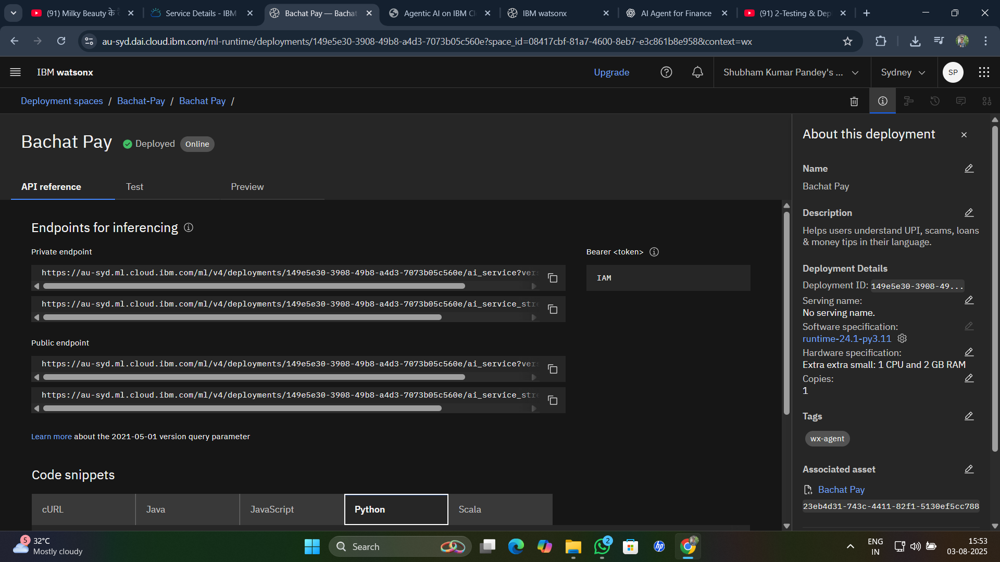 (91) Milky Beauty के
Service Details - IBM
Bachat Pay — Bachat
Agentic AI on IBM Cl
IBM watsonx
AI Agent for Finance
(91) 2-Testing & Dep
au-syd.dai.cloud.ibm.com/ml-runtime/deployments/149e5e30-3908-49b8-a4d3-7073b05c560e?space_id=08417cbf-81a7-4600-8eb7-e3c861b8e958&context=wx
IBM watsonx
Upgrade
Shubham Kumar Pandey's ...
Sydney
SP
Deployment spaces / Bachat-Pay / Bachat Pay /
Bachat Pay
Deployed
Online
API reference
Test
Preview
Endpoints for inferencing
Private endpoint
https://au-syd.ml.cloud.ibm.com/ml/v4/deployments/149e5e30-3908-49b8-a4d3-7073b05c560e/ai_service?vers
https://au-syd.ml.cloud.ibm.com/ml/v4/deployments/149e5e30-3908-49b8-a4d3-7073b05c560e/ai_service_stre
Bearer <token>
IAM
Public endpoint
https://au-syd.ml.cloud.ibm.com/ml/v4/deployments/149e5e30-3908-49b8-a4d3-7073b05c560e/ai_service?vers
https://au-syd.ml.cloud.ibm.com/ml/v4/deployments/149e5e30-3908-49b8-a4d3-7073b05c560e/ai_service_stre
Learn more about the 2021-05-01 version query parameter
Code snippets
cURL
Java
JavaScript
Python
Scala
About this deployment
Name
Bachat Pay
Description
Helps users understand UPI, scams, loans
& money tips in their language.
Deployment Details
Deployment ID: 149e5e30-3908-49...
Serving name:
No serving name.
Software specification:
runtime-24.1-py3.11
Hardware specification:
Extra extra small: 1 CPU and 2 GB RAM
Copies:
1
Tags
wx-agent
Associated asset
Bachat Pay
23eb4d31-743c-4411-82f1-5130ef5cc788
5
32°C
Mostly cloudy
Search
2
hp
ENG
IN
15:53
03-08-2025